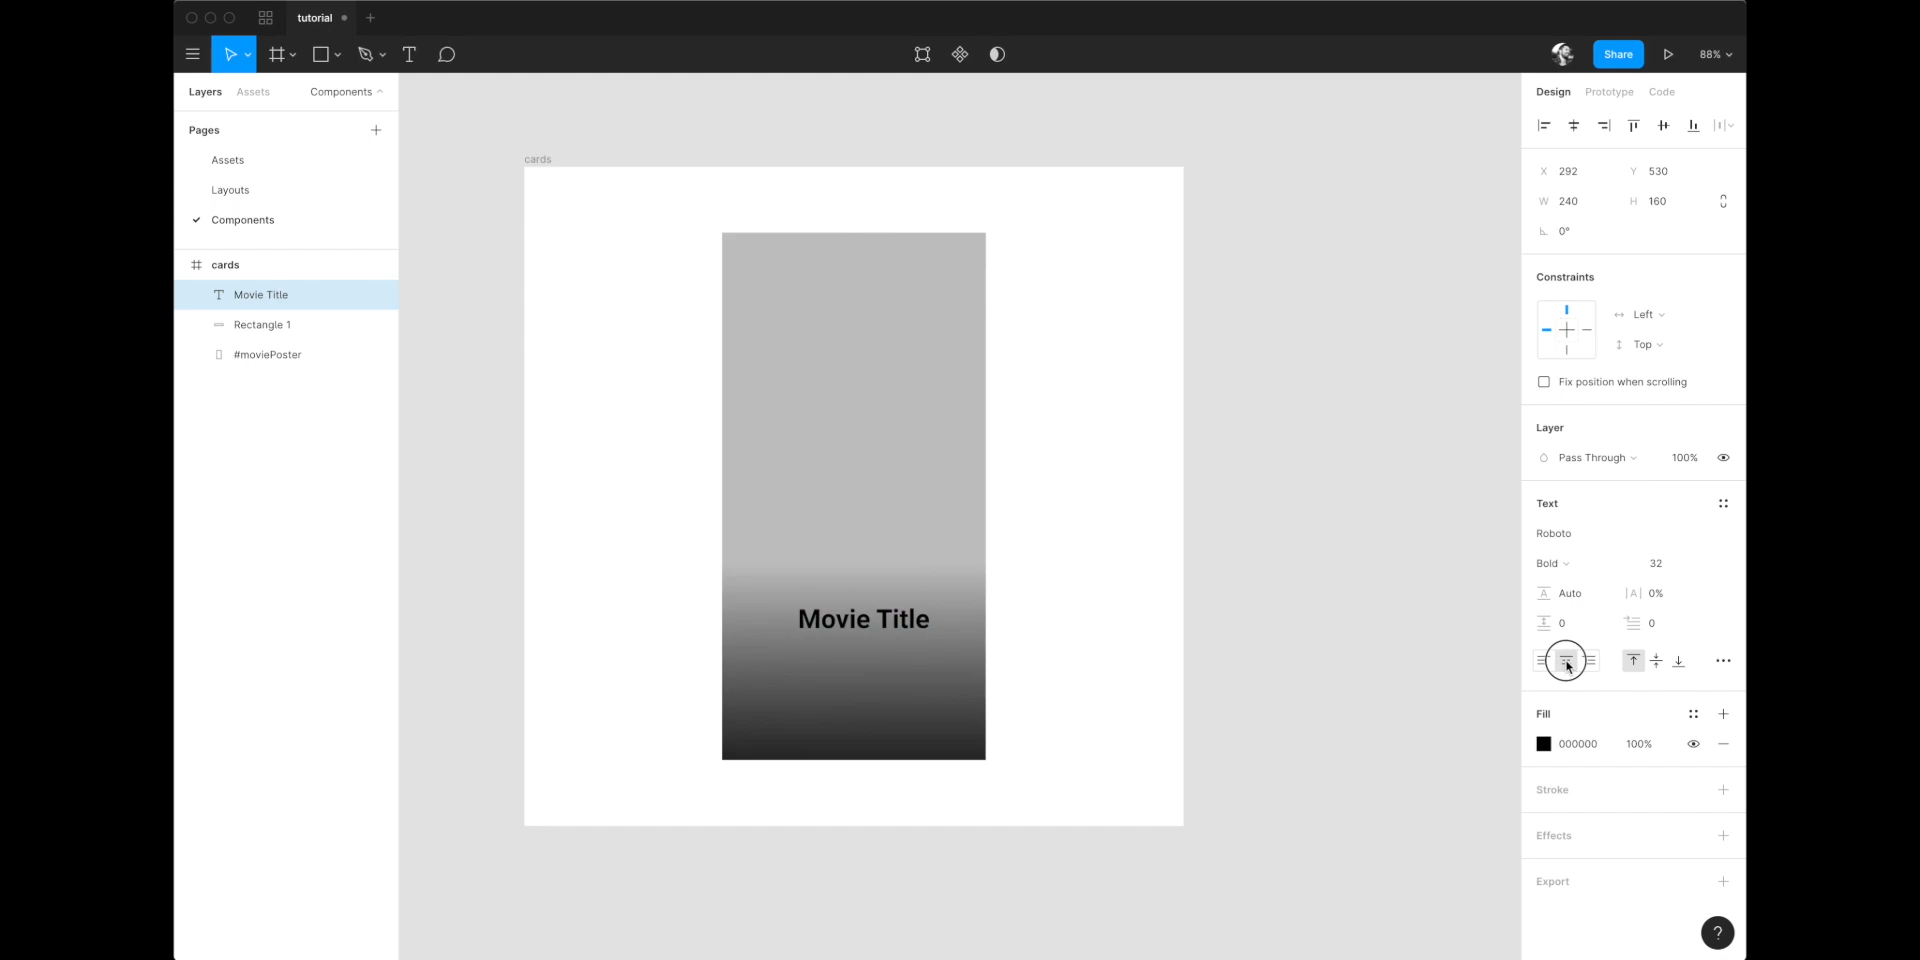 tutorial
Share
88%
Layers
Assets
Components
Pages
Assets
Layouts
Components
cards
Movie Title
Rectangle 1
#moviePoster
cards
Movie Title
Design
Prototype
Code
X 292
Y 530
W 240
H 160
0°
Constraints
Left
Top
Fix position when scrolling
Layer
Pass Through
100%
Text
Roboto
Bold
32
A Auto
|A| 0%
0
0
Fill
000000
100%
Stroke
Effects
Export
?